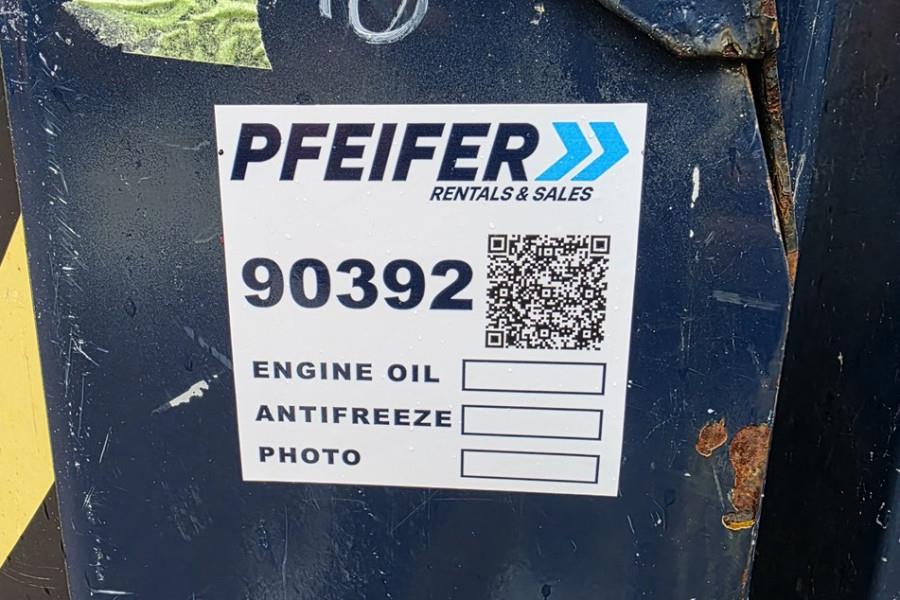 PFEIFER
RENTALS & SALES
90392
ENGINE OIL
ANTIFREEZE
PHOTO